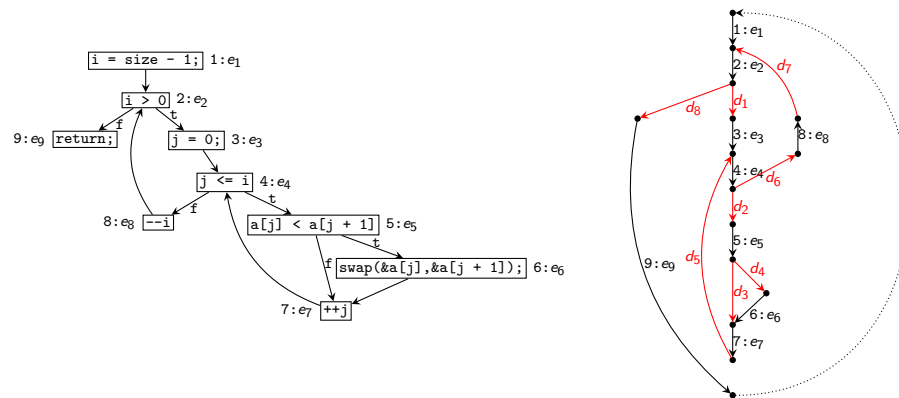 i = size - 1; 1:e₁
i > 0 2:e₂
f t
9:e₉ return; j = 0; 3:e₃
j <= i 4:e₄
f t
8:e₈ --i a[j] < a[j + 1] 5:e₅
t
f swap(&a[j],&a[j + 1]); 6:e₆
7:e₇ ++j
1:e₁
d₇
2:e₂
d₈ d₁
3:e₃ 8:e₈
4:e₄ d₆
d₂
5:e₅
9:e₉ d₅ d₄
d₃
6:e₆
7:e₇